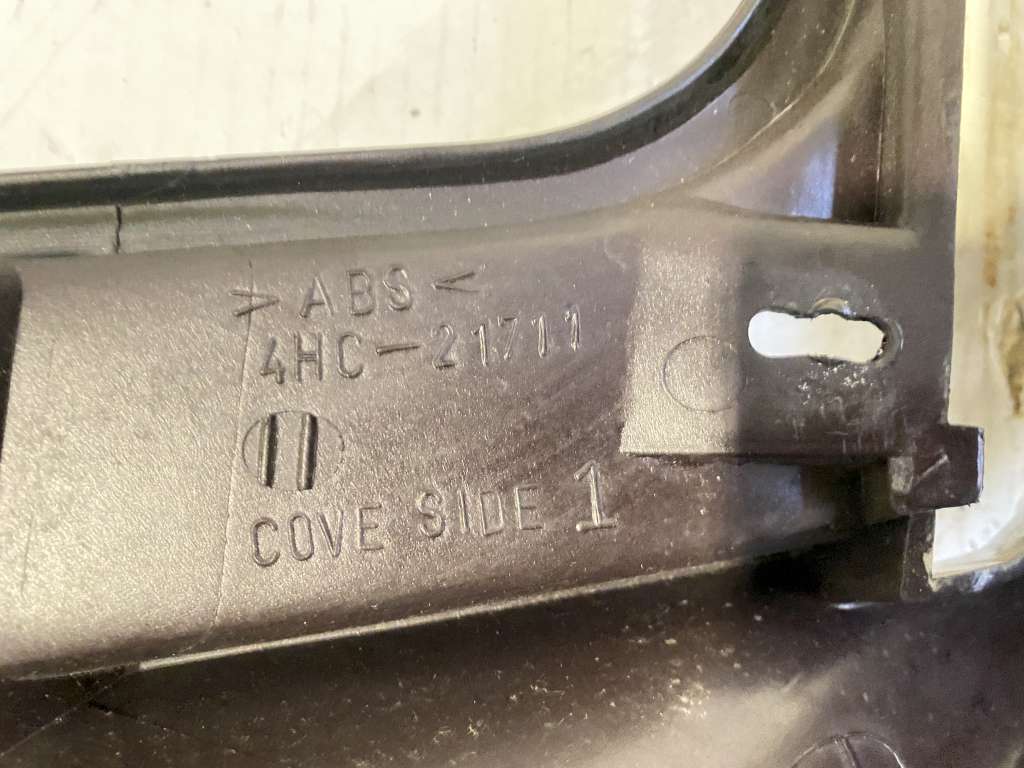 >ABS<
4HC-21711
COVE SIDE 1